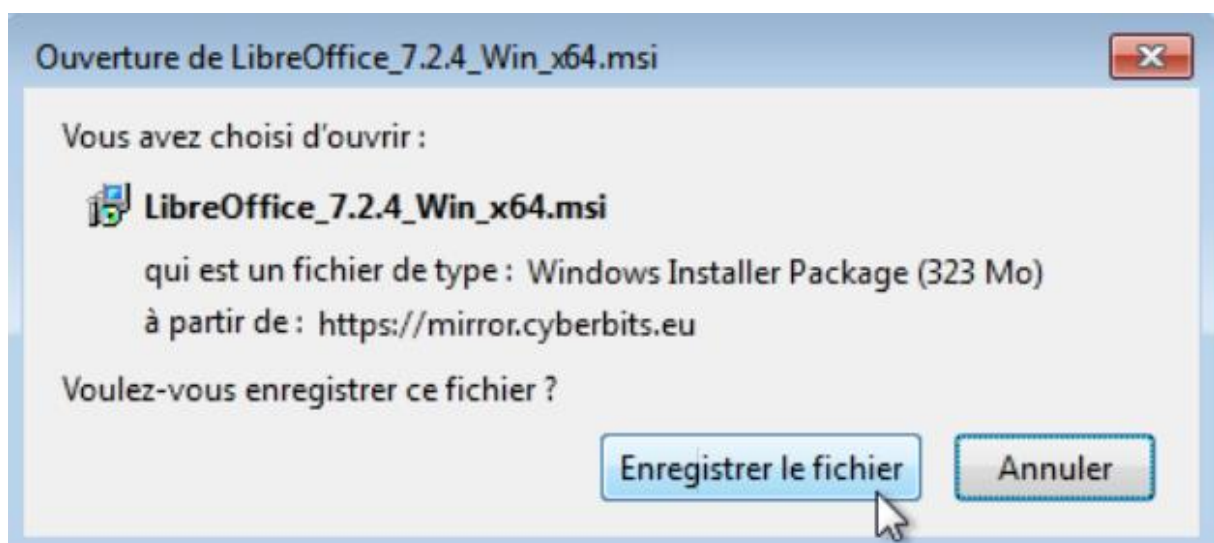 Ouverture de LibreOffice_7.2.4_Win_x64.msi
Vous avez choisi d'ouvrir :
LibreOffice_7.2.4_Win_x64.msi
qui est un fichier de type : Windows Installer Package (323 Mo)
à partir de : https://mirror.cyberbits.eu
Voulez-vous enregistrer ce fichier ?
Enregistrer le fichier Annuler